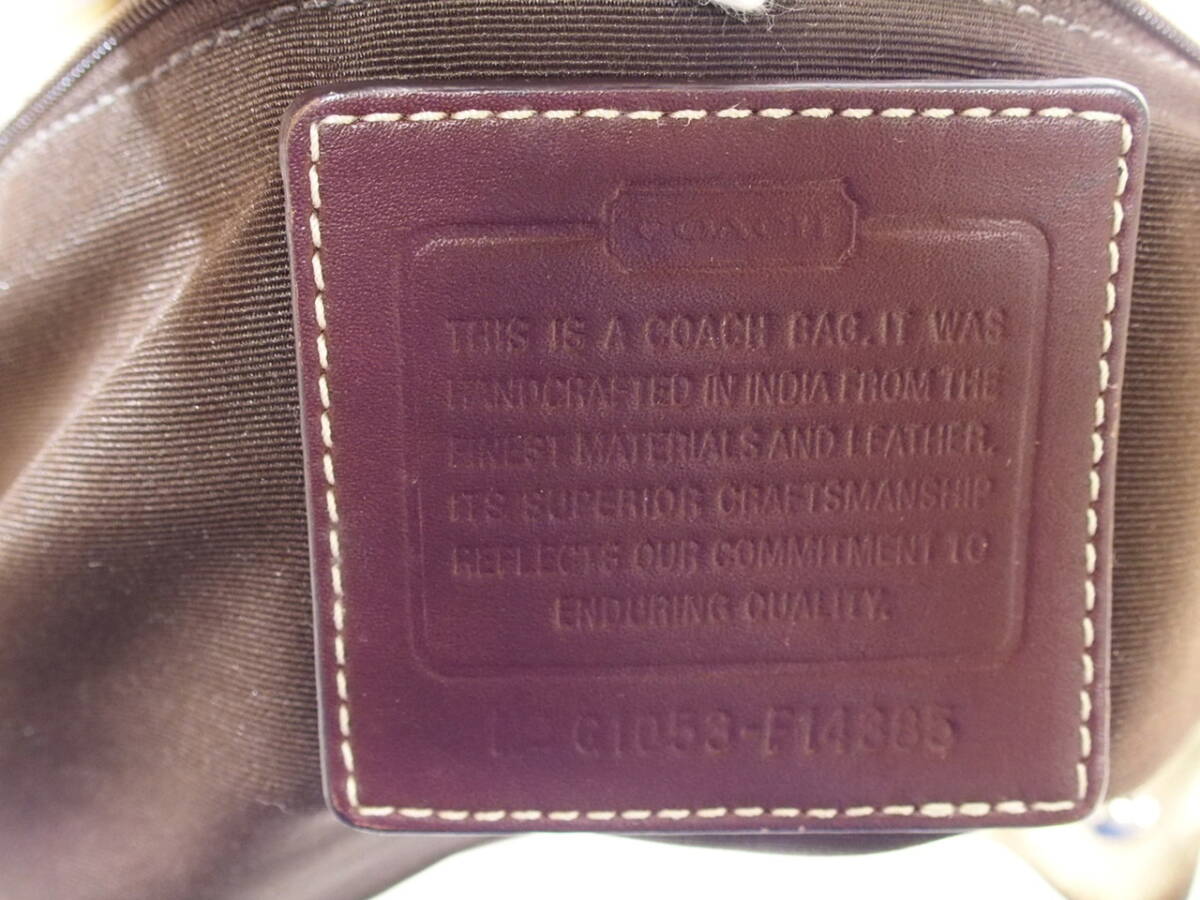 COACH
THIS IS A COACH BAG. IT WAS
HANDCRAFTED IN INDIA FROM THE
FINEST MATERIALS AND LEATHER.
ITS SUPERIOR CRAFTSMANSHIP
REFLECTS OUR COMMITMENT TO
ENDURING QUALITY.
C1053-F14385